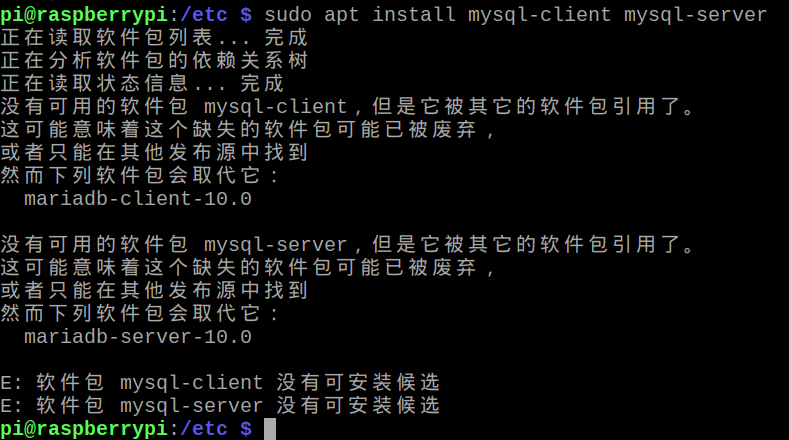 pi@raspberrypi:/etc $ sudo apt install mysql-client mysql-server
正在读取软件包列表... 完成
正在分析软件包的依赖关系树
正在读取状态信息... 完成
没有可用的软件包 mysql-client，但是它被其它的软件包引用了。
这可能意味着这个缺失的软件包可能已被废弃，
或者只能在其他发布源中找到
然而下列软件包会取代它：
  mariadb-client-10.0

没有可用的软件包 mysql-server，但是它被其它的软件包引用了。
这可能意味着这个缺失的软件包可能已被废弃，
或者只能在其他发布源中找到
然而下列软件包会取代它：
  mariadb-server-10.0

E: 软件包 mysql-client 没有可安装候选
E: 软件包 mysql-server 没有可安装候选
pi@raspberrypi:/etc $